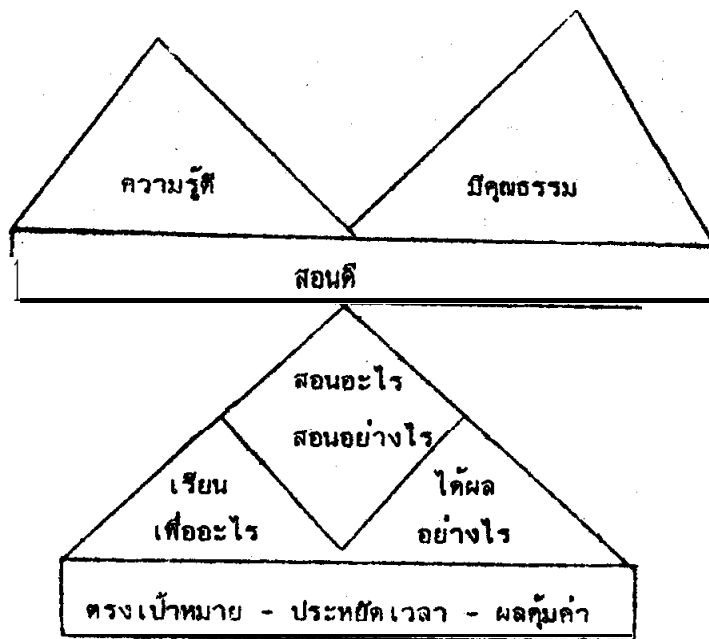 ความรู้ดี
มีคุณธรรม
สอนดี
สอนอะไร
สอนอย่างไร
เรียน
เพื่ออะไร
ได้ผล
อย่างไร
ตรงเป้าหมาย - ประหยัดเวลา - ผลคุ้มค่า